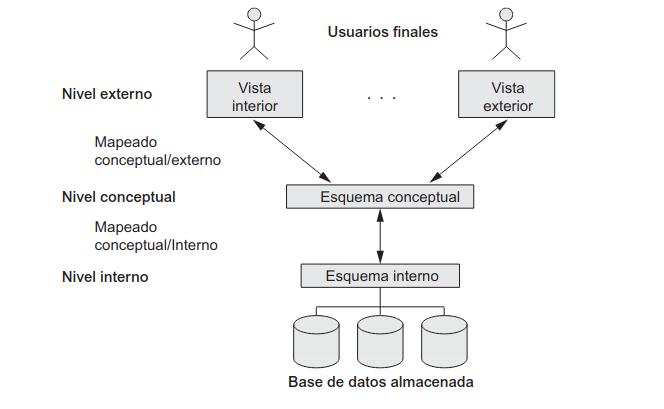 Usuarios finales
Nivel externo
Vista
interior
. . .
Vista
exterior
Mapeado
conceptual/externo
Nivel conceptual
Esquema conceptual
Mapeado
conceptual/Interno
Nivel interno
Esquema interno
Base de datos almacenada